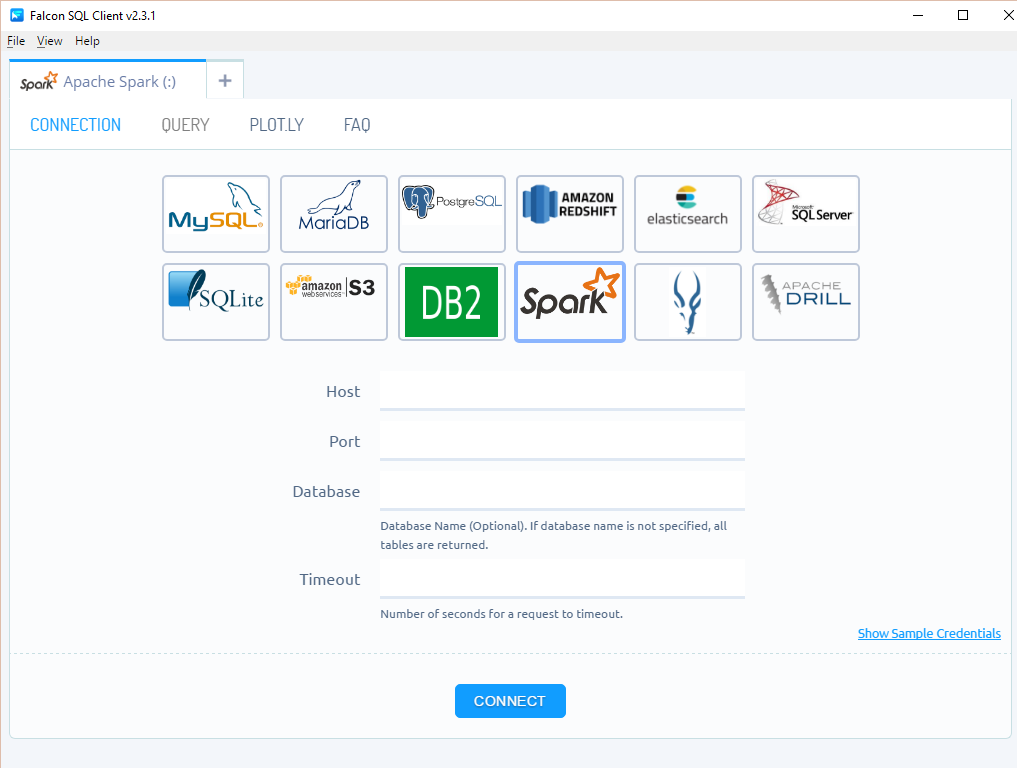 Falcon SQL Client v2.3.1
File View Help
Spark Apache Spark (:) +
CONNECTION QUERY PLOT.LY FAQ
MySQL MariaDB PostgreSQL AMAZON REDSHIFT elasticsearch Microsoft SQL Server
SQLite amazon webservices S3 DB2 Spark APACHE DRILL
Host
Port
Database
Database Name (Optional). If database name is not specified, all
tables are returned.
Timeout
Number of seconds for a request to timeout.
Show Sample Credentials
CONNECT